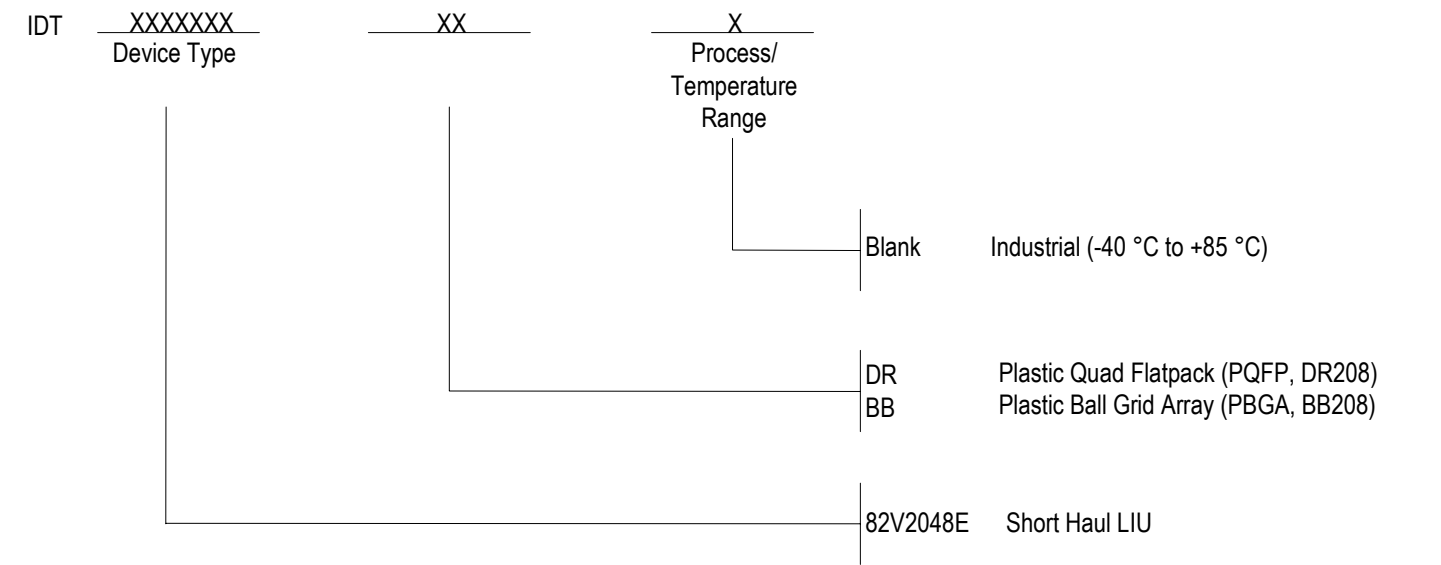 IDT XXXXXXX XX X
Device Type
Process/
Temperature
Range
Blank Industrial (-40 °C to +85 °C)
DR Plastic Quad Flatpack (PQFP, DR208)
BB Plastic Ball Grid Array (PBGA, BB208)
82V2048E Short Haul LIU